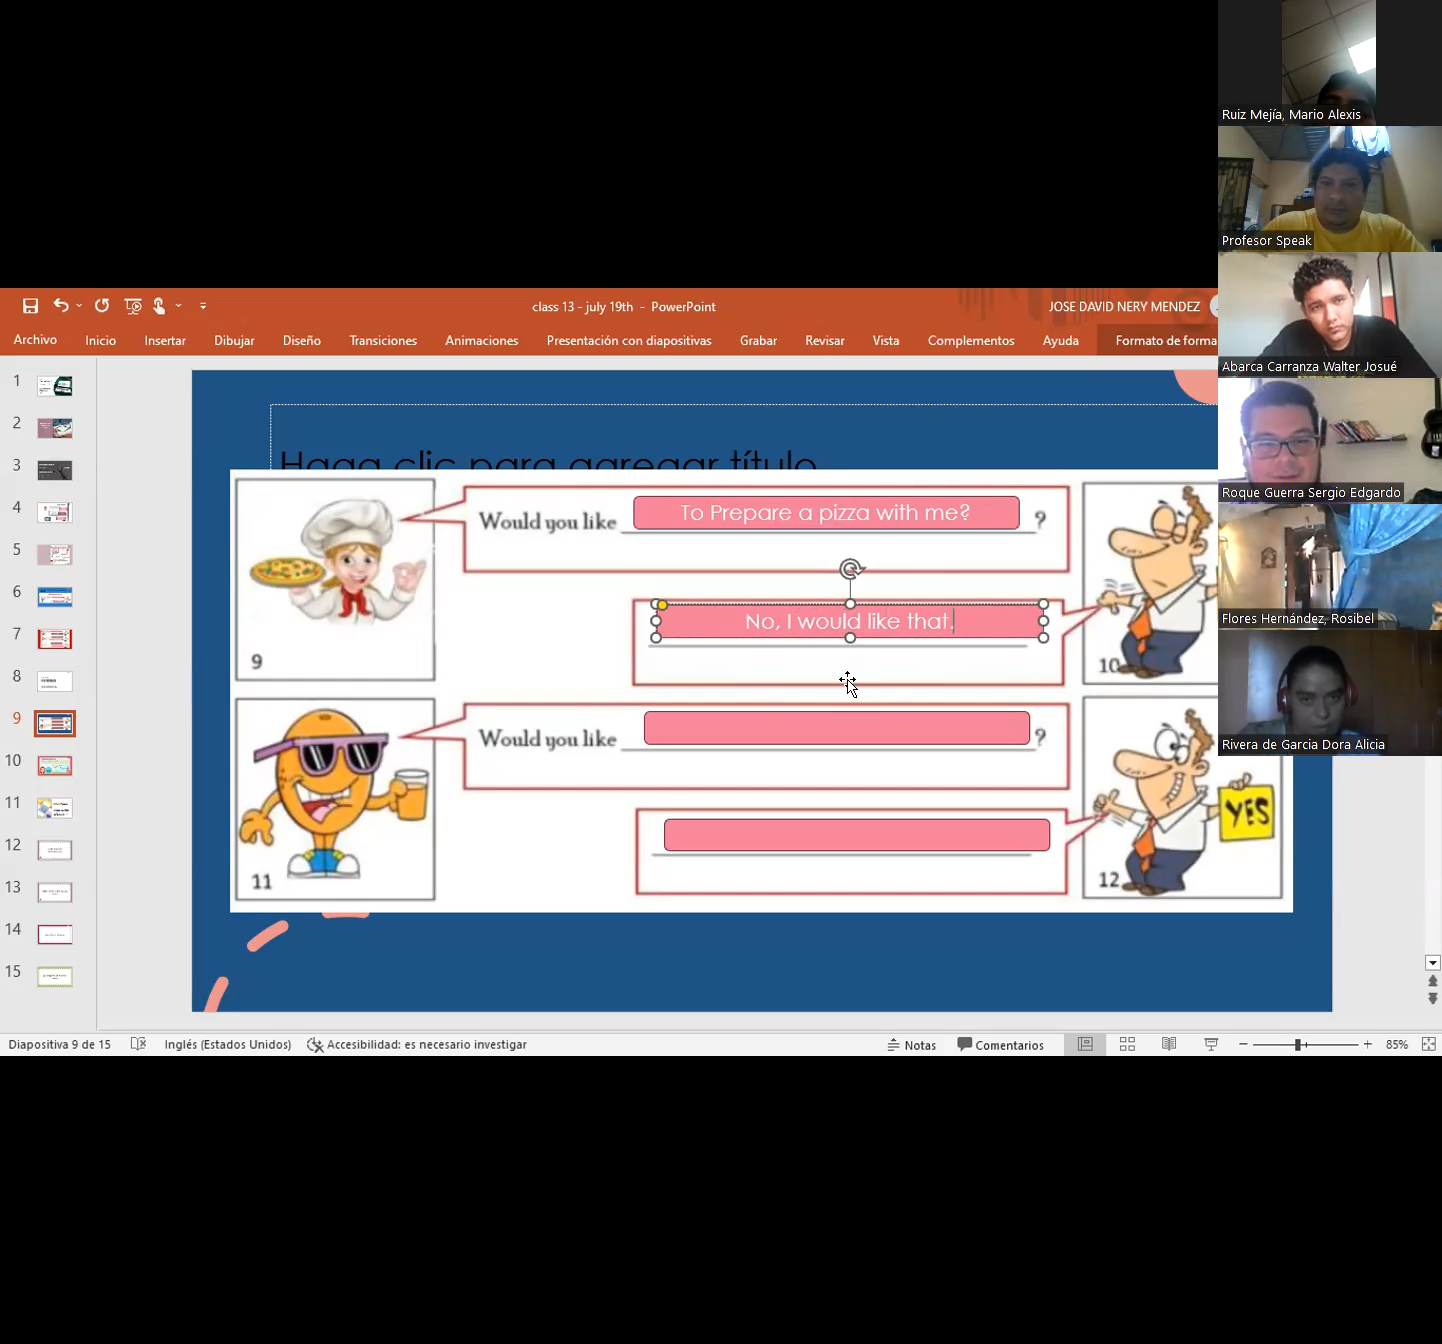 Ruiz Mejía, Mario Alexis
Profesor Speak
Abarca Carranza Walter Josué
Roque Guerra Sergio Edgardo
Flores Hernández, Rosibel
Rivera de Garcia Dora Alicia
class 13 - july 19th - PowerPoint
JOSE DAVID NERY MENDEZ
Archivo Inicio Insertar Dibujar Diseño Transiciones Animaciones Presentación con diapositivas Grabar Revisar Vista Complementos Ayuda Formato de forma
1
2
3
4
5
6
7
8
9
10
11
12
13
14
15
Haga clic para agregar título
Would you like To Prepare a pizza with me? ?
No, I would like that.
9
10
Would you like ?
YES
11
12
Diapositiva 9 de 15 Inglés (Estados Unidos) Accesibilidad: es necesario investigar Notas Comentarios 85%